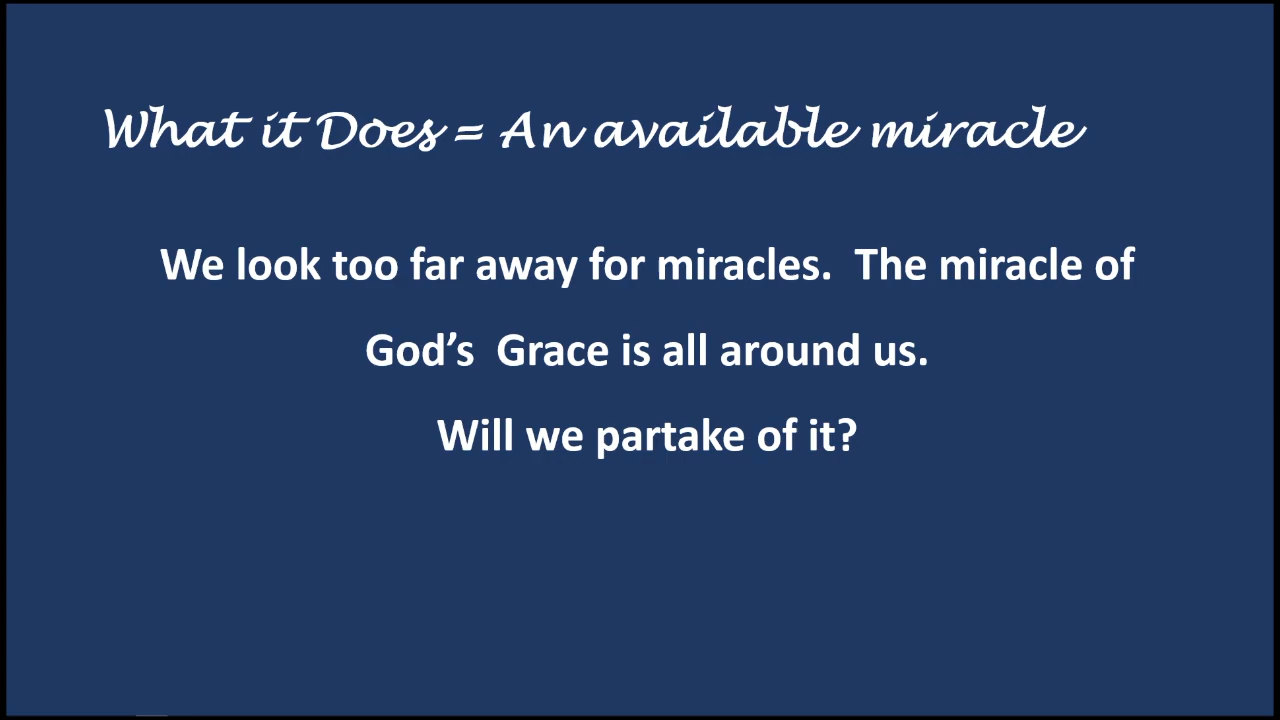 What it Does = An available miracle
We look too far away for miracles.  The miracle of
God’s  Grace is all around us.
Will we partake of it?